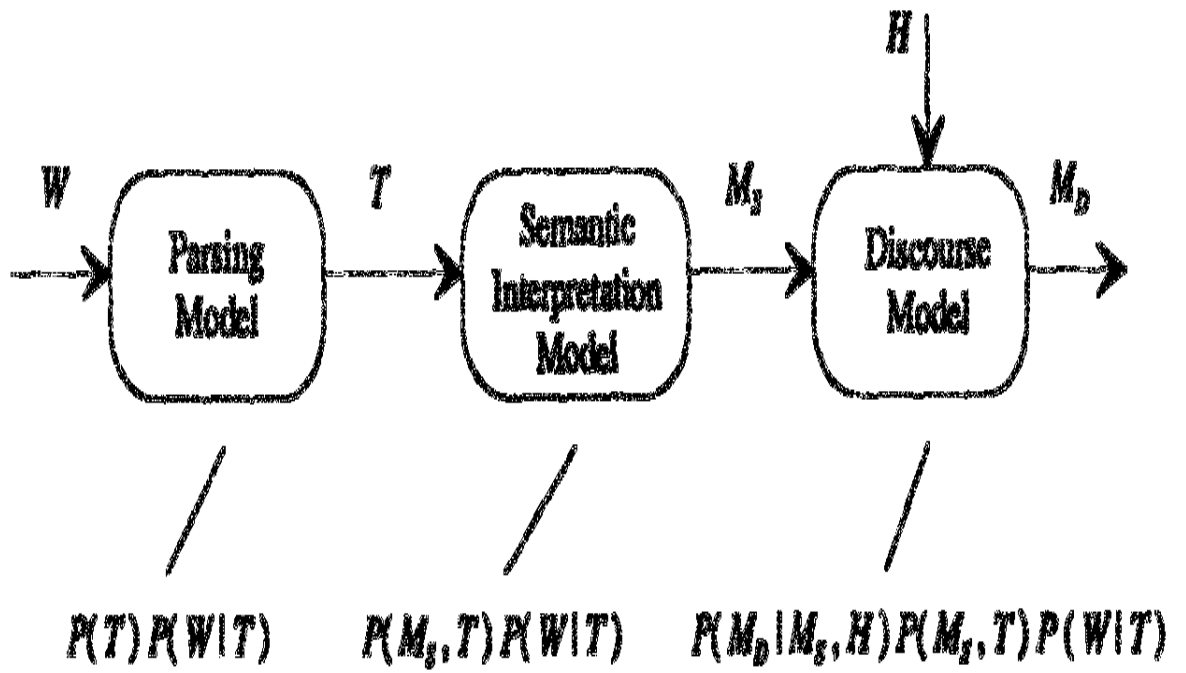 H
W
Parsing
Model
T
Semantic
Interpretation
Model
M_S
Discourse
Model
M_D
P(T)P(W|T)
P(M_S,T)P(W|T)
P(M_D|M_S,H)P(M_S,T)P(W|T)